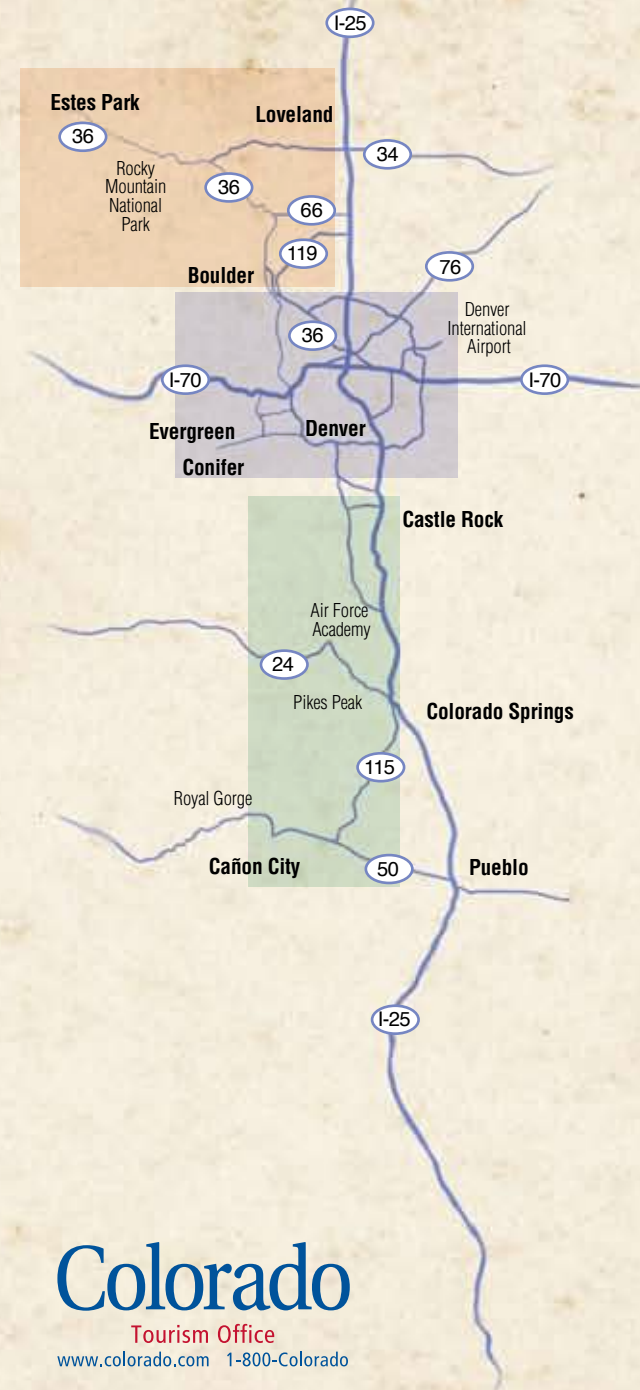 I-25
Estes Park
Loveland
36
34
Rocky
Mountain
National
Park
36
66
119
76
Boulder
Denver
International
Airport
36
I-70
I-70
Evergreen
Denver
Conifer
Castle Rock
Air Force
Academy
24
Pikes Peak
Colorado Springs
115
Royal Gorge
Cañon City
50
Pueblo
I-25
Colorado
Tourism Office
www.colorado.com 1-800-Colorado